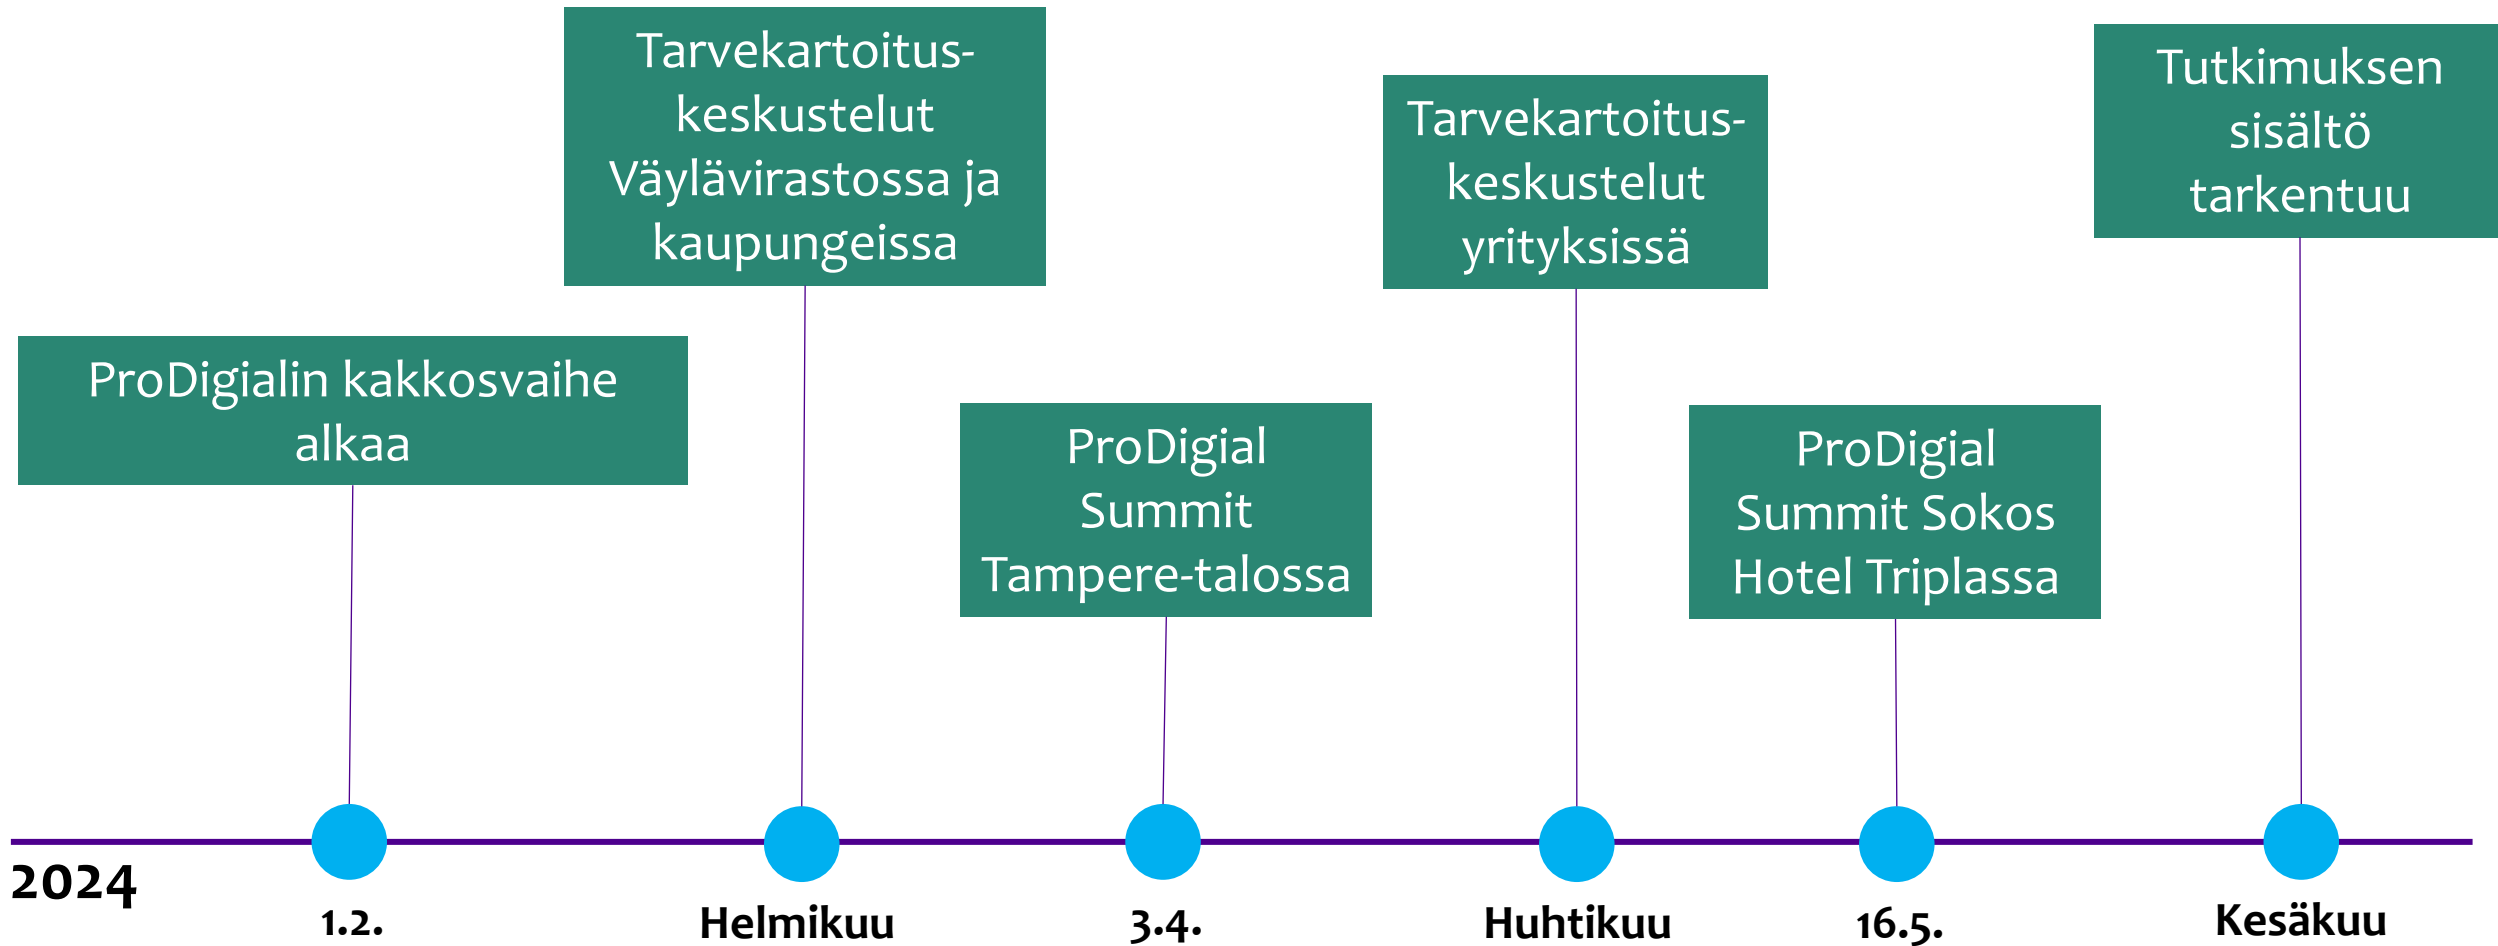 ProDigialin kakkosvaihe
alkaa
Tarvekartoitus-
keskustelut
Väylävirastossa ja
kaupungeissa
ProDigial
Summit
Tampere-talossa
Tarvekartoitus-
keskustelut
yrityksissä
ProDigial
Summit Sokos
Hotel Triplassa
Tutkimuksen
sisältö
tarkentuu
2024
1.2.
Helmikuu
3.4.
Huhtikuu
16.5.
Kesäkuu